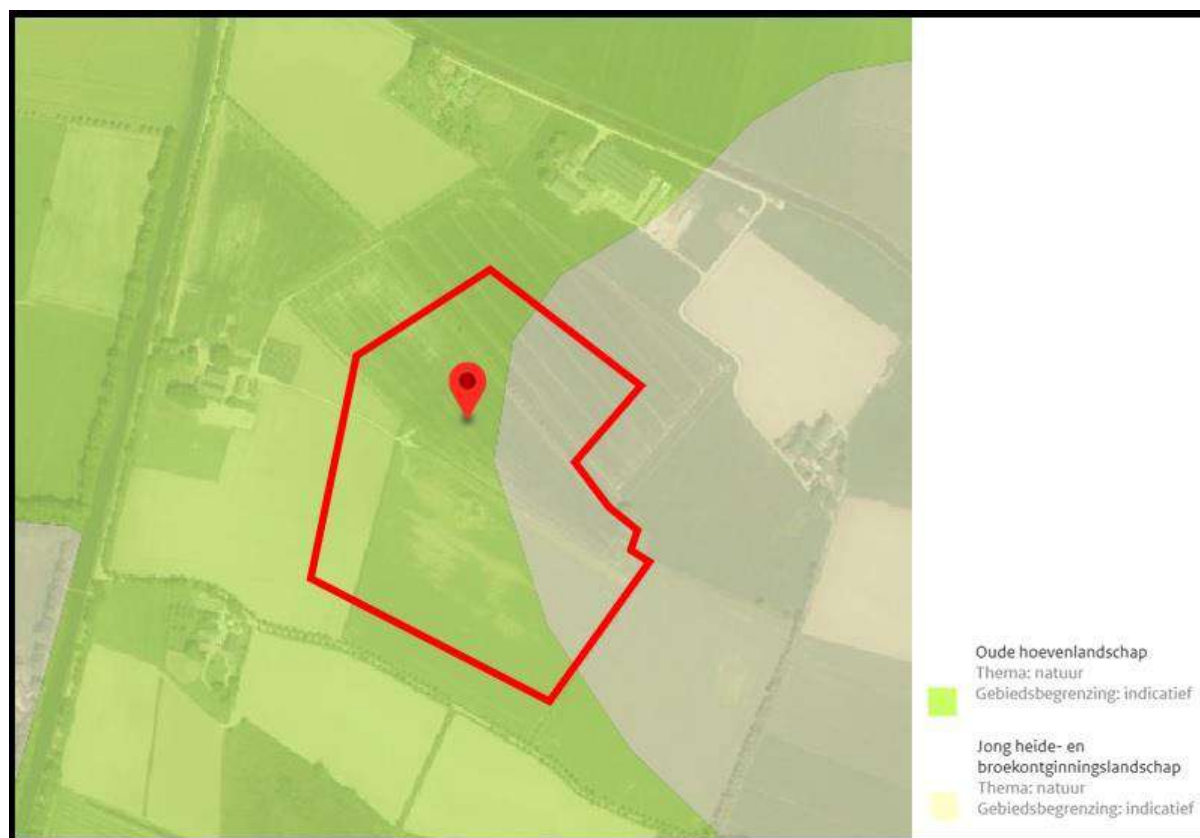 Oude hoevenlandschap
Thema: natuur
Gebiedsbegrenzing: indicatief
Jong heide- en
broekontginningslandschap
Thema: natuur
Gebiedsbegrenzing: indicatief